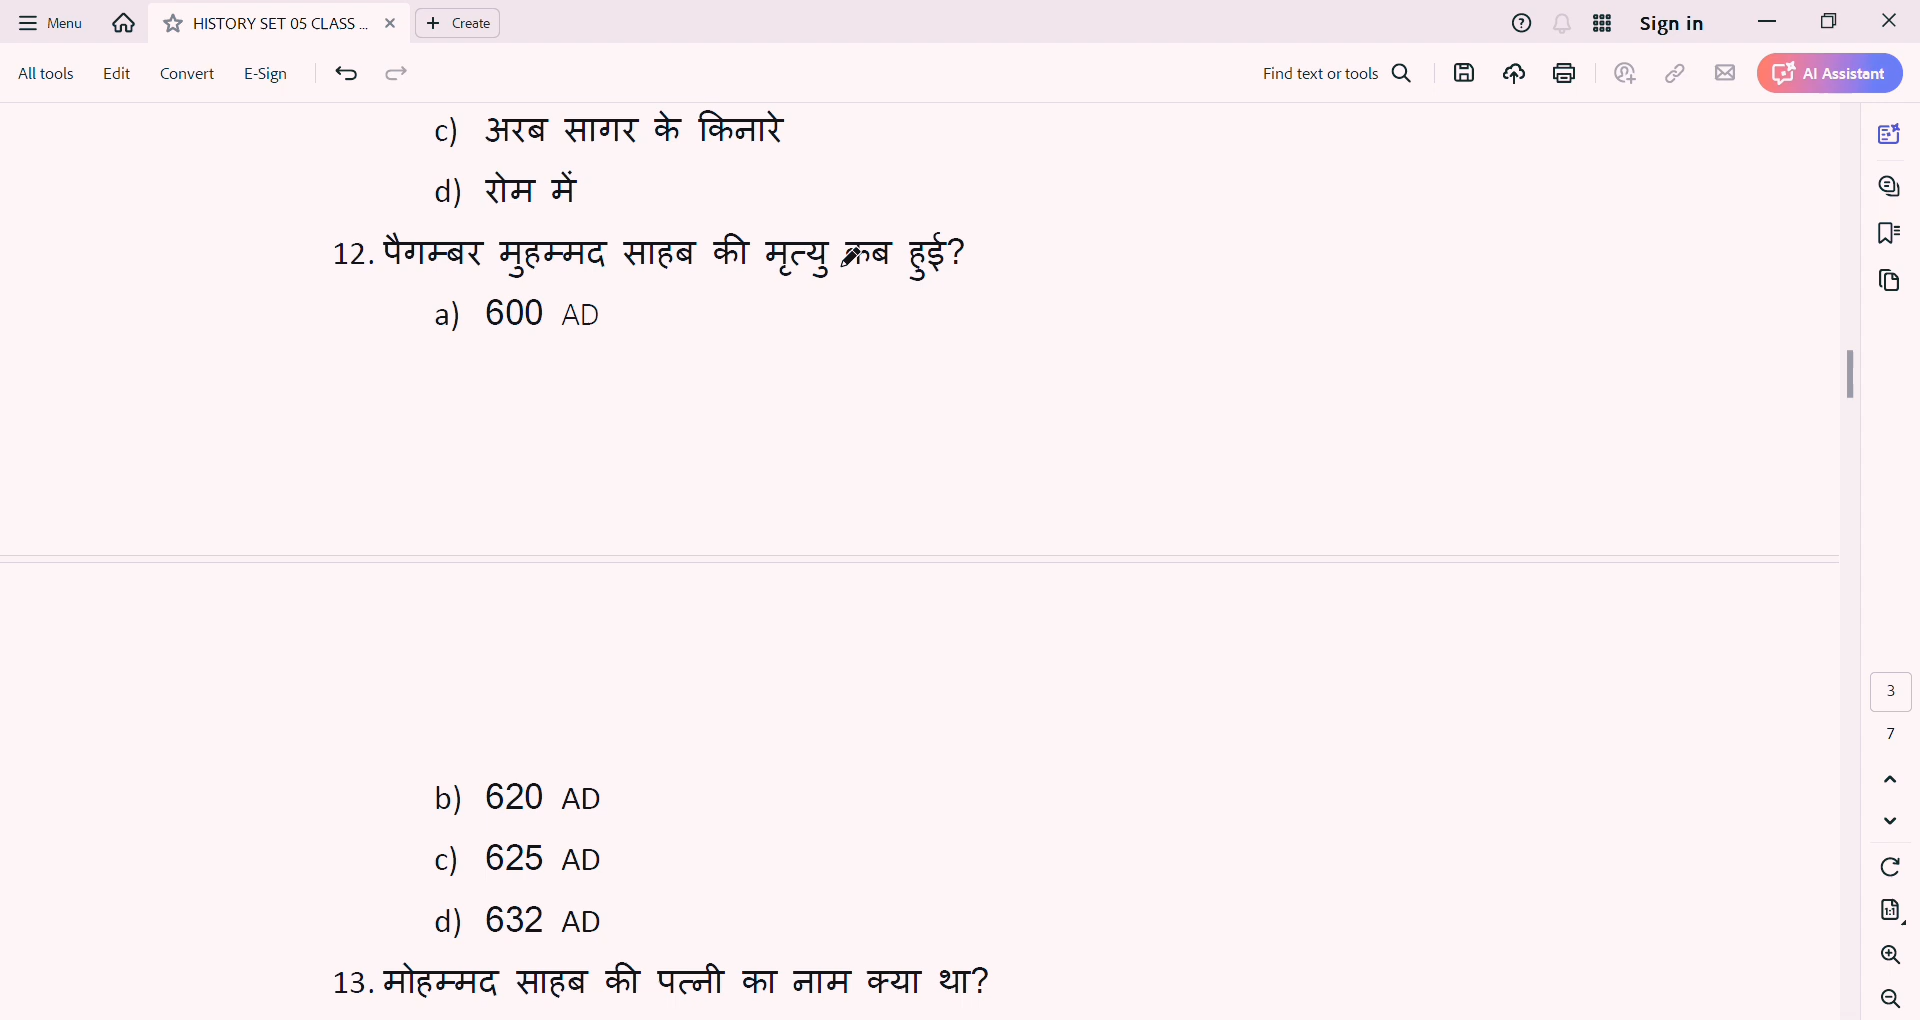 Menu
HISTORY SET 05 CLASS ...
Create
Sign in
All tools
Edit
Convert
E-Sign
Find text or tools
AI Assistant
c) अरब सागर के किनारे
d) रोम में
12. पैगम्बर मुहम्मद साहब की मृत्यु कब हुई?
a) 600 AD
b) 620 AD
c) 625 AD
d) 632 AD
13. मोहम्मद साहब की पत्नी का नाम क्या था?
3
7